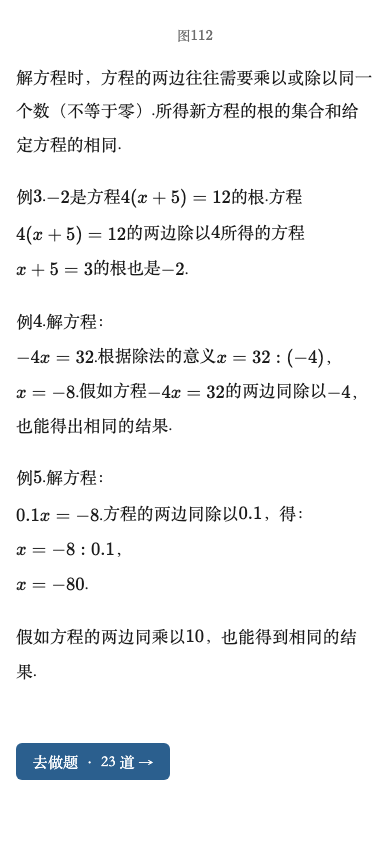 图112
解方程时，方程的两边往往需要乘以或除以同一
个数（不等于零）.所得新方程的根的集合和给
定方程的相同.
例3.−2是方程4(x + 5) = 12的根.方程
4(x + 5) = 12的两边除以4所得的方程
x + 5 = 3的根也是−2.
例4.解方程：
−4x = 32.根据除法的意义x = 32 : (−4)，
x = −8.假如方程−4x = 32的两边同除以−4，
也能得出相同的结果.
例5.解方程：
0.1x = −8.方程的两边同除以0.1，得：
x = −8 : 0.1，
x = −80.
假如方程的两边同乘以10，也能得到相同的结
果.
去做题 · 23 道 →